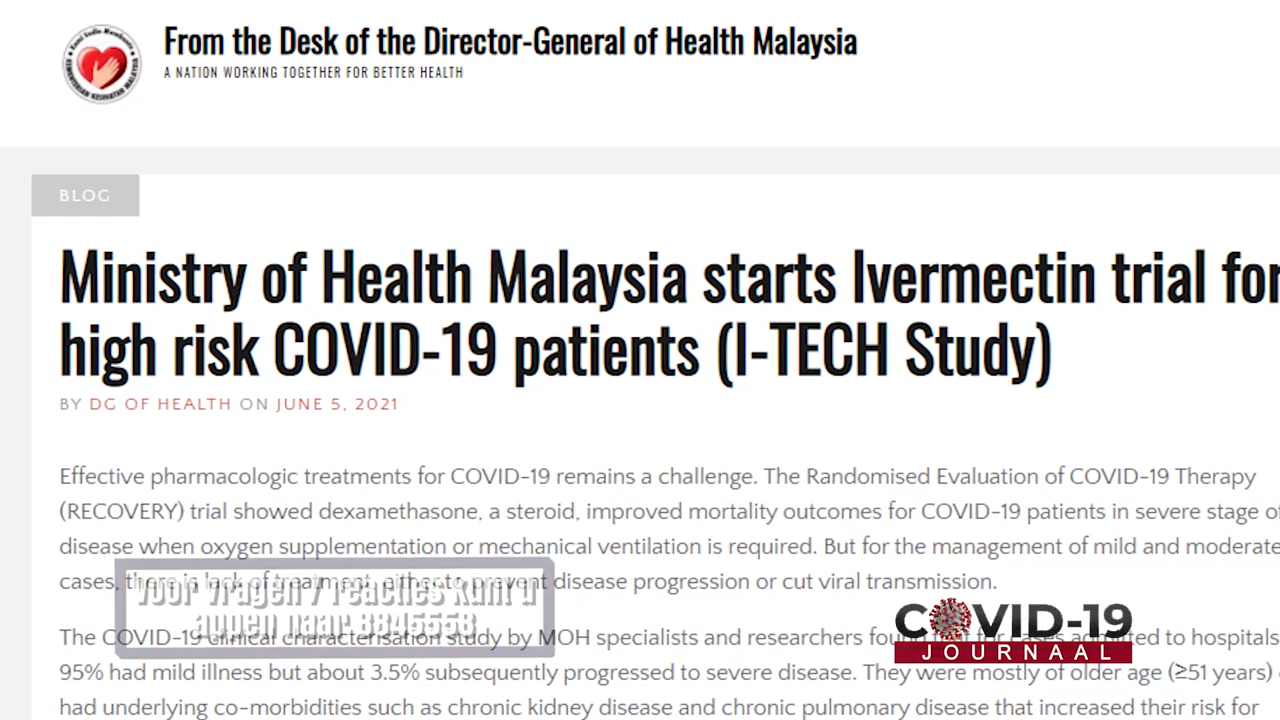 From the Desk of the Director-General of Health Malaysia
A NATION WORKING TOGETHER FOR BETTER HEALTH
BLOG
Ministry of Health Malaysia starts Ivermectin trial for
high risk COVID-19 patients (I-TECH Study)
BY DG OF HEALTH ON JUNE 5, 2021
Effective pharmacologic treatments for COVID-19 remains a challenge. The Randomised Evaluation of COVID-19 Therapy
(RECOVERY) trial showed dexamethasone, a steroid, improved mortality outcomes for COVID-19 patients in severe stage of
disease when oxygen supplementation or mechanical ventilation is required. But for the management of mild and moderate
cases, there is lack of treatment, either to prevent disease progression or cut viral transmission.
Voor vragen / reacties kunt u
appen naar 8845558
The COVID-19 clinical characterisation study by MOH specialists and researchers found that for cases admitted to hospitals
95% had mild illness but about 3.5% subsequently progressed to severe disease. They were mostly of older age (≥51 years)
had underlying co-morbidities such as chronic kidney disease and chronic pulmonary disease that increased their risk for
COVID-19
JOURNAAL